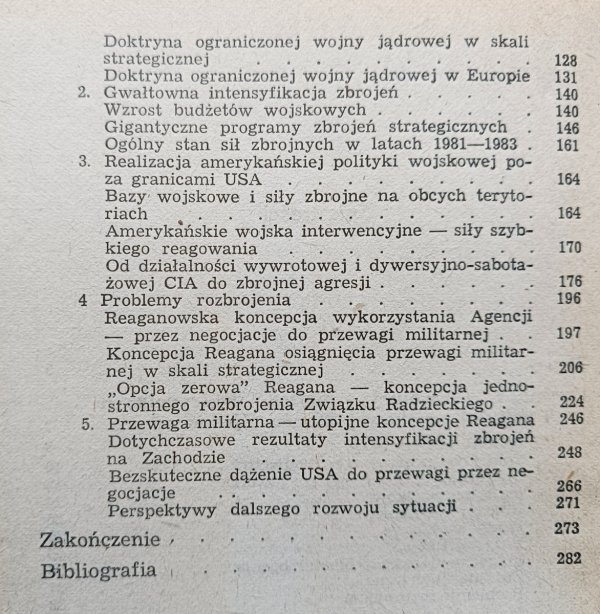 Doktryna ograniczonej wojny jądrowej w skali
strategicznej . . . . . . . . . 128
Doktryna ograniczonej wojny jądrowej w Europie 131
2. Gwałtowna intensyfikacja zbrojeń . . . . 140
Wzrost budżetów wojskowych . . . . . 140
Gigantyczne programy zbrojeń strategicznych . 146
Ogólny stan sił zbrojnych w latach 1981—1983 . 161
3. Realizacja amerykańskiej polityki wojskowej po-
za granicami USA . . . . . . . . 164
Bazy wojskowe i siły zbrojne na obcych teryto-
riach . . . . . . . . . . . 164
Amerykańskie wojska interwencyjne — siły szyb-
kiego reagowania . . . . . . . . 170
Od działalności wywrotowej i dywersyjno-sabota-
żowej CIA do zbrojnej agresji . . . . . 176
4 Problemy rozbrojenia . . . . . . . 196
Reaganowska koncepcja wykorzystania Agencji
— przez negocjacje do przewagi militarnej . . 197
Koncepcja Reagana osiągnięcia przewagi militar-
nej w skali strategicznej . . . . . . 206
„Opcja zerowa” Reagana — koncepcja jedno-
stronnego rozbrojenia Związku Radzieckiego . . 224
5. Przewaga militarna — utopijne koncepcje Reagana 246
Dotychczasowe rezultaty intensyfikacji zbrojeń
na Zachodzie . . . . . . . . . 248
Bezskuteczne dążenie USA do przewagi przez ne-
gocjacje . . . . . . . . . . 266
Perspektywy dalszego rozwoju sytuacji . . . 271
Zakończenie . . . . . . . . . . 273
Bibliografia . . . . . . . . . . 282